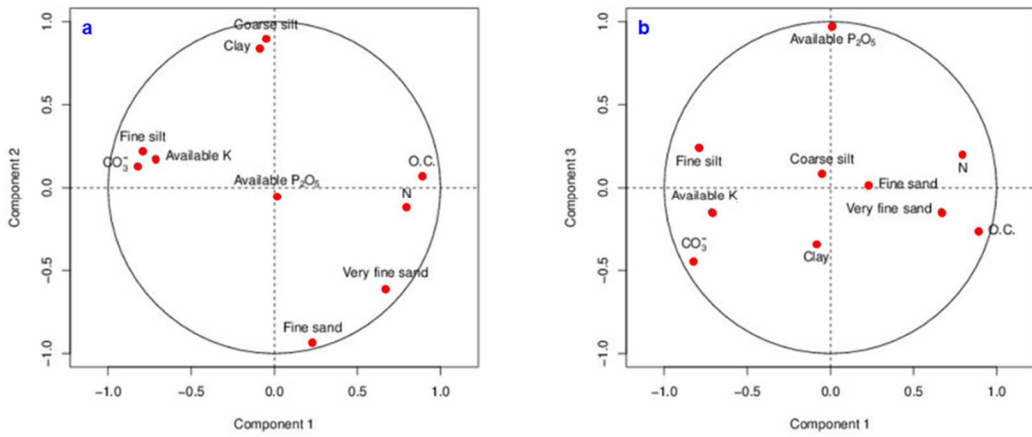 a
Coarse silt
Clay
Fine silt
Available K
CO₃⁼
O.C.
Available P₂O₅
N
Very fine sand
Fine sand
1.0
0.5
0.0
−0.5
−1.0
Component 2
−1.0 −0.5 0.0 0.5 1.0
Component 1
b
Available P₂O₅
Fine silt
Coarse silt
N
Available K
Fine sand
Very fine sand
O.C.
CO₃⁼
Clay
1.0
0.5
0.0
−0.5
−1.0
Component 3
−1.0 −0.5 0.0 0.5 1.0
Component 1